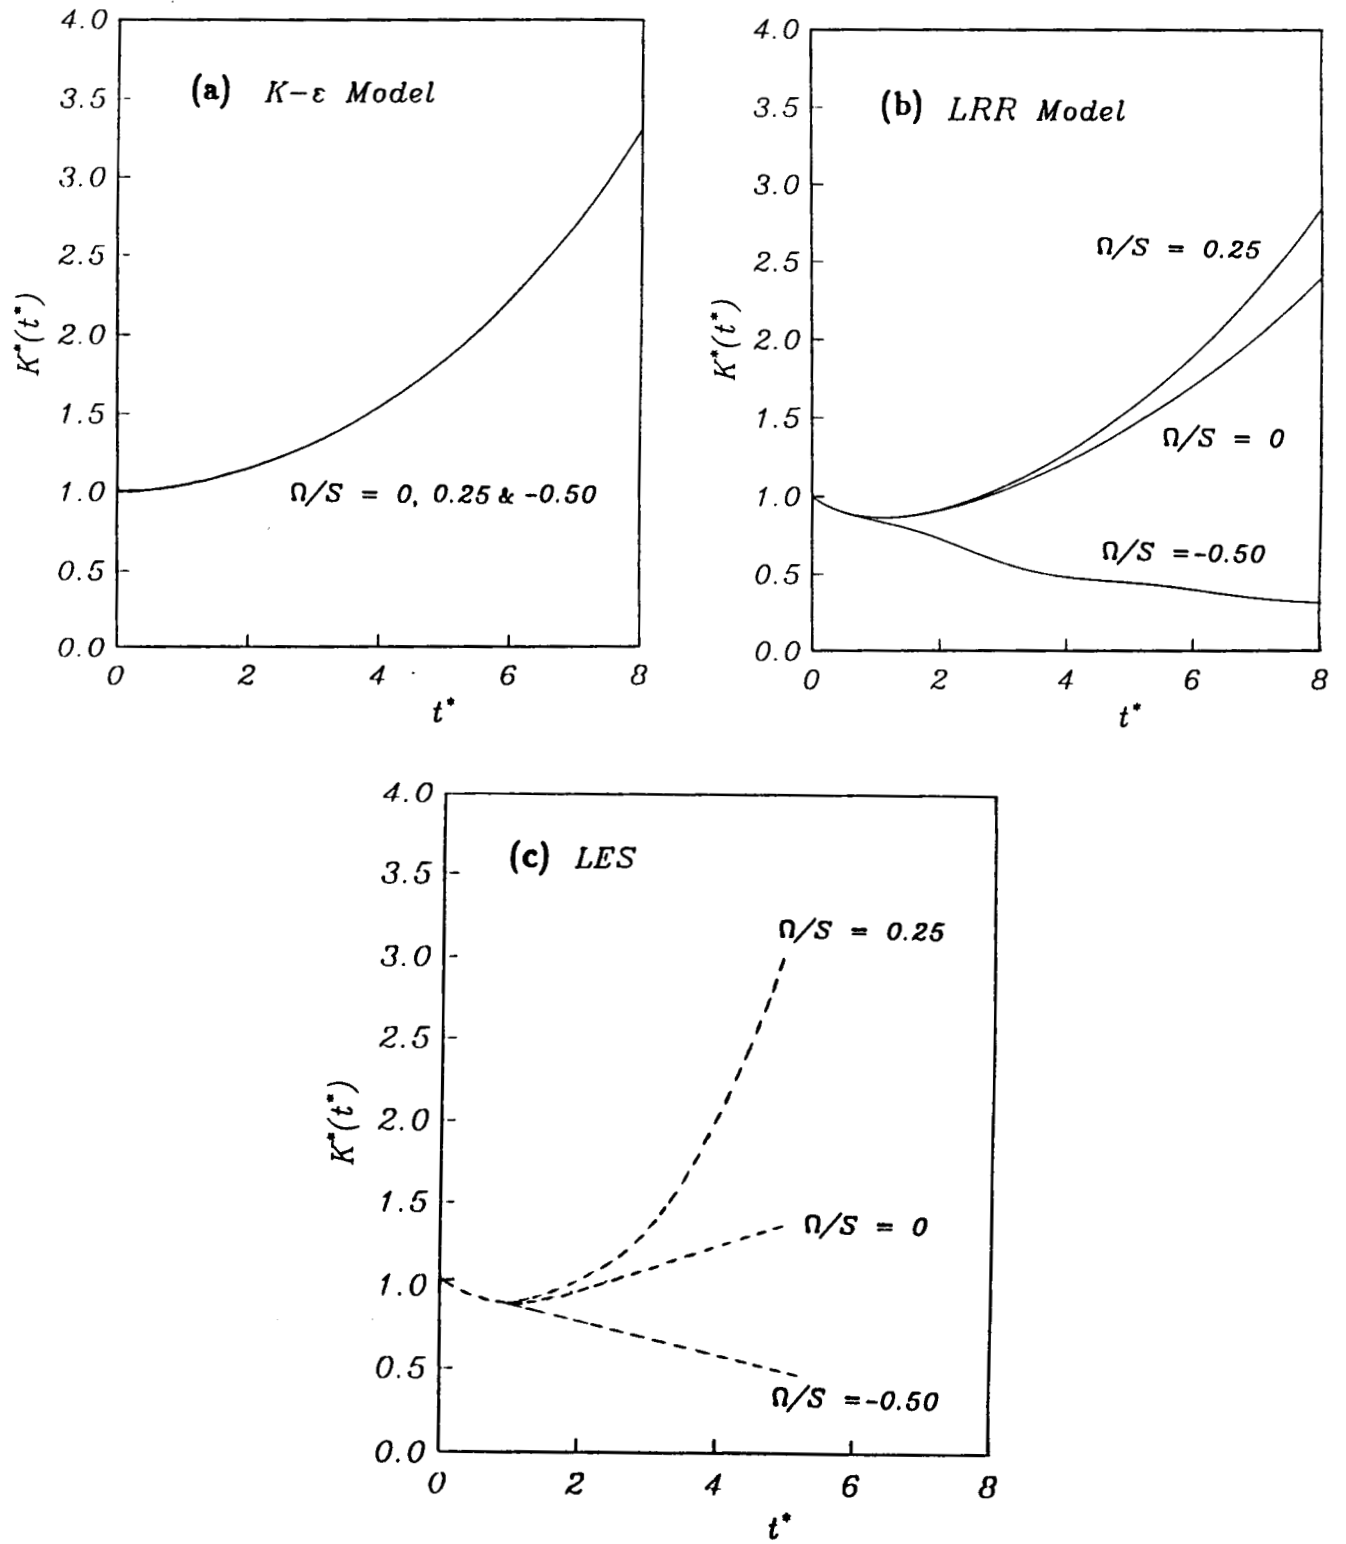 (a) K-ε Model
4.0
3.5
3.0
2.5
2.0
1.5
1.0
0.5
0.0
K*(t*)
Ω/S = 0, 0.25 & -0.50
0 2 4 6 8
t*
(b) LRR Model
4.0
3.5
3.0
2.5
2.0
1.5
1.0
0.5
0.0
K*(t*)
Ω/S = 0.25
Ω/S = 0
Ω/S =-0.50
0 2 4 6 8
t*
(c) LES
4.0
3.5
3.0
2.5
2.0
1.5
1.0
0.5
0.0
K*(t*)
Ω/S = 0.25
Ω/S = 0
Ω/S =-0.50
0 2 4 6 8
t*